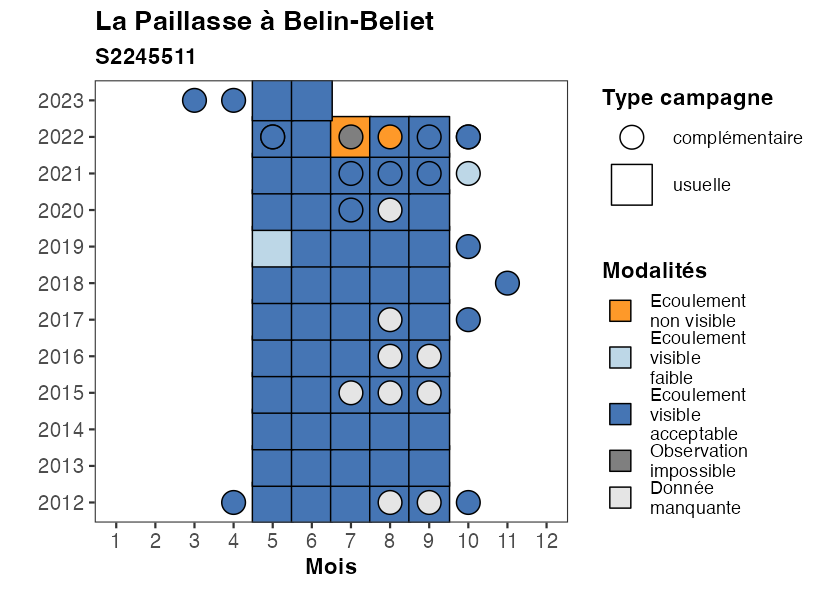 La Paillasse à Belin-Beliet
S2245511
2023
2022
2021
2020
2019
2018
2017
2016
2015
2014
2013
2012
1 2 3 4 5 6 7 8 9 10 11 12
Mois
Type campagne
complémentaire
usuelle
Modalités
Ecoulement
non visible
Ecoulement
visible
faible
Ecoulement
visible
acceptable
Observation
impossible
Donnée
manquante